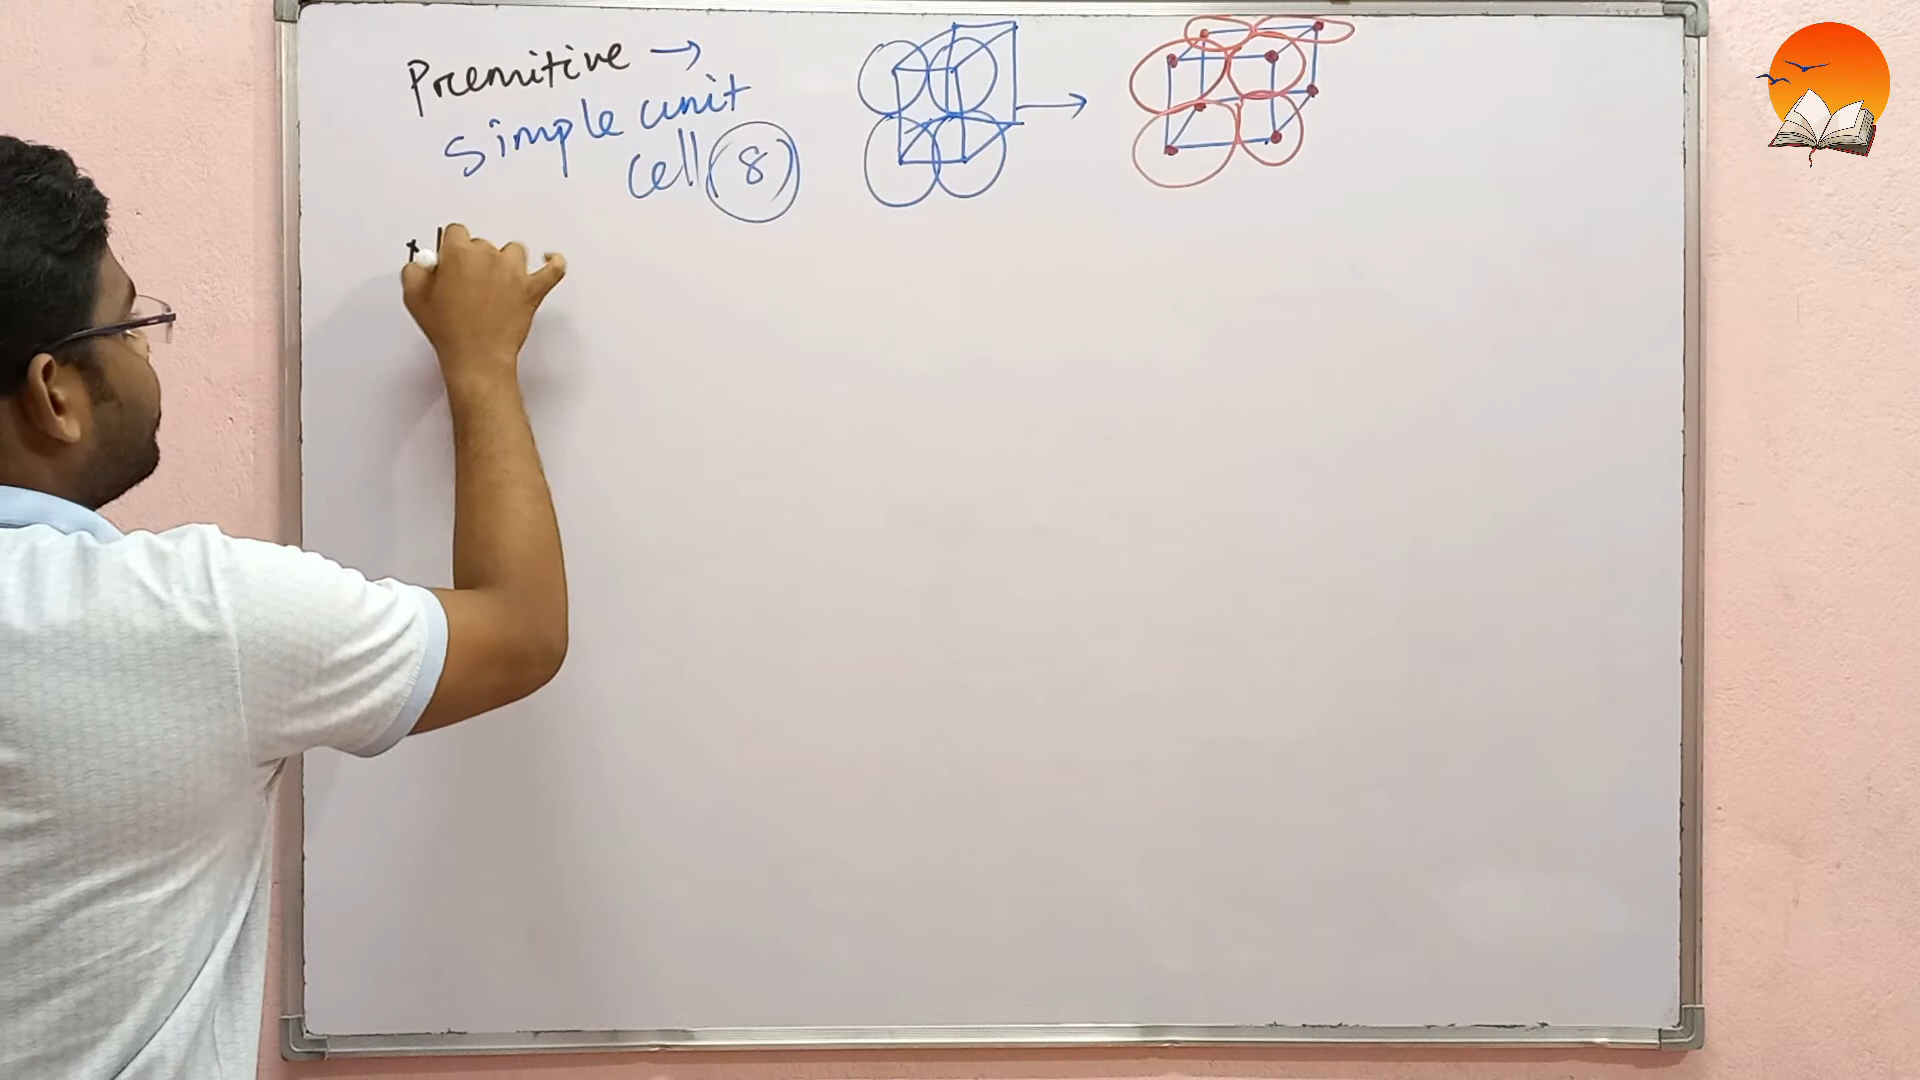 Premitive →
simple unit
cell (8)
*